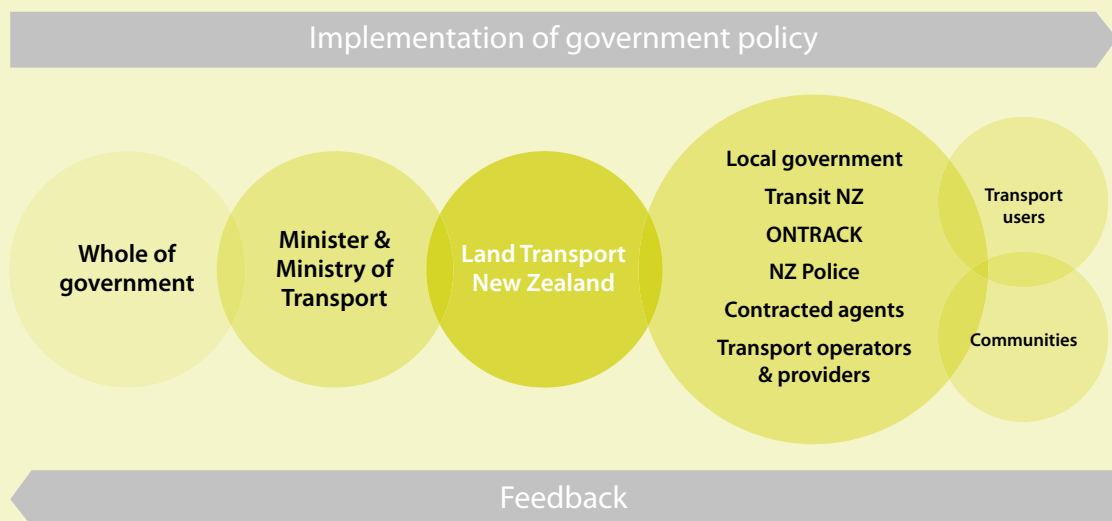 Implementation of government policy
Whole of
government
Minister &
Ministry of
Transport
Land Transport
New Zealand
Local government
Transit NZ
ONTRACK
NZ Police
Contracted agents
Transport operators
& providers
Transport
users
Communities
Feedback